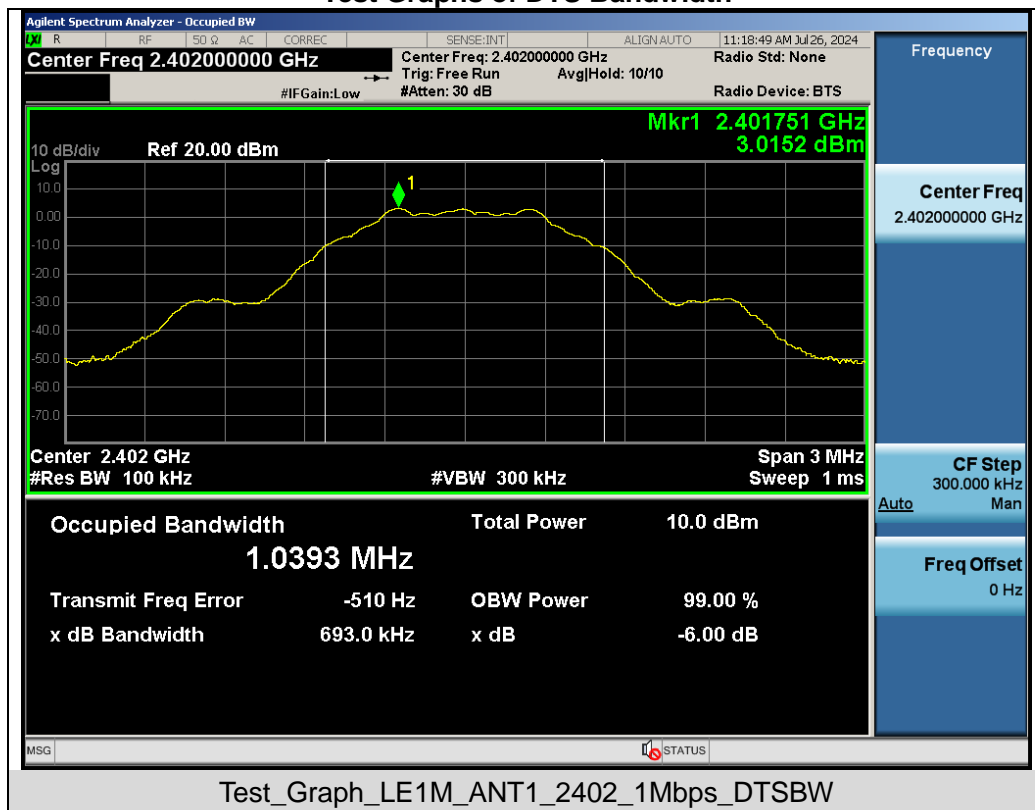 Test Graphs of DTS Bandwidth
Agilent Spectrum Analyzer - Occupied BW
LXI R RF 50 Ω AC CORREC SENSE:INT ALIGN AUTO 11:18:49 AM Jul 26, 2024
Center Freq 2.402000000 GHz
Center Freq: 2.402000000 GHz
Radio Std: None
Trig: Free Run Avg|Hold: 10/10
#IFGain:Low
#Atten: 30 dB
Radio Device: BTS
Frequency
Mkr1 2.401751 GHz
3.0152 dBm
10 dB/div Ref 20.00 dBm
Log
10.0
0.00
-10.0
-20.0
-30.0
-40.0
-50.0
-60.0
-70.0
1
Center 2.402 GHz
Span 3 MHz
#Res BW 100 kHz
#VBW 300 kHz
Sweep 1 ms
Center Freq
2.402000000 GHz
CF Step
300.000 kHz
Auto Man
Freq Offset
0 Hz
Occupied Bandwidth
1.0393 MHz
Total Power 10.0 dBm
Transmit Freq Error -510 Hz
OBW Power 99.00 %
x dB Bandwidth 693.0 kHz
x dB -6.00 dB
MSG
STATUS
Test_Graph_LE1M_ANT1_2402_1Mbps_DTSBW